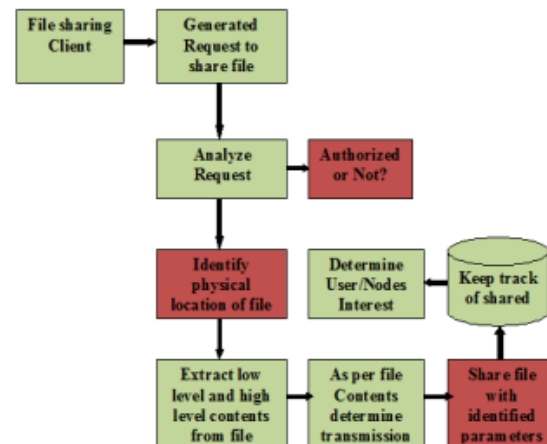 File sharing
Client
Generated
Request to
share file
Analyze
Request
Authorized
or Not?
Identify
physical
location of file
Determine
User/Nodes
Interest
Keep track
of shared
Extract low
level and high
level contents
from file
As per file
Contents
determine
transmission
Share file
with
identified
parameters